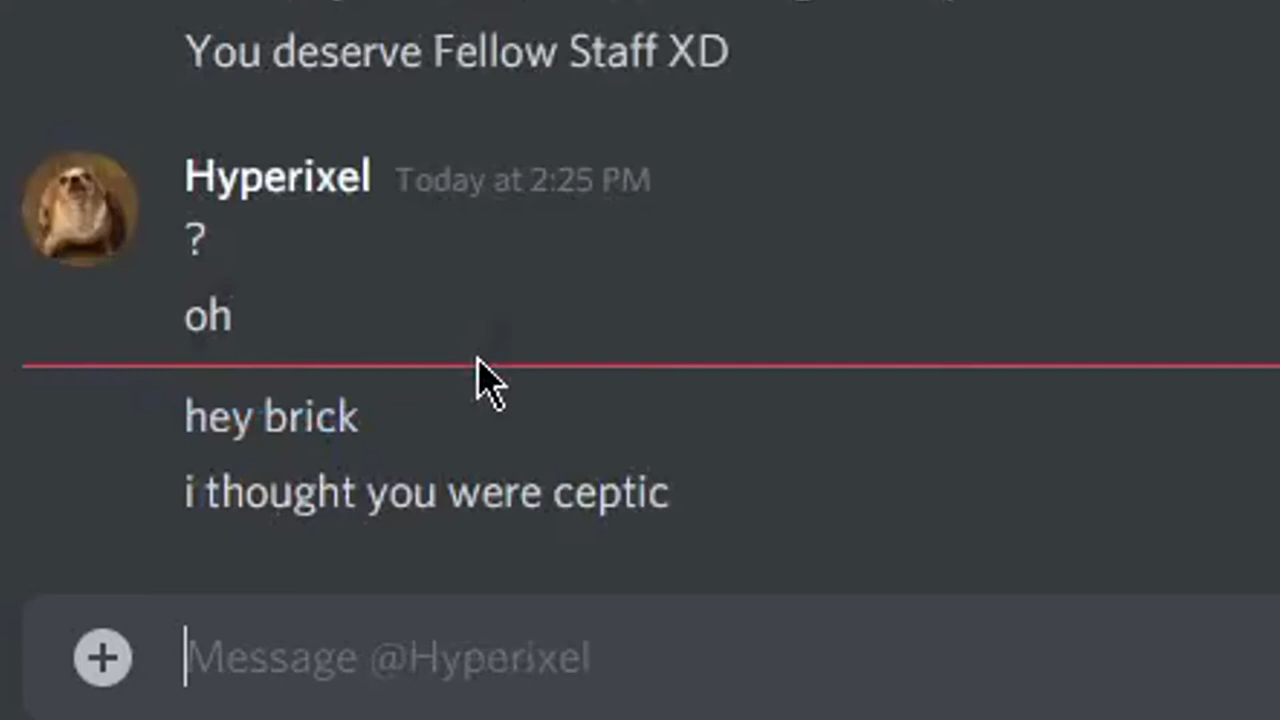 You deserve Fellow Staff XD
Hyperixel Today at 2:25 PM
?
oh
hey brick
i thought you were ceptic
Message @Hyperixel